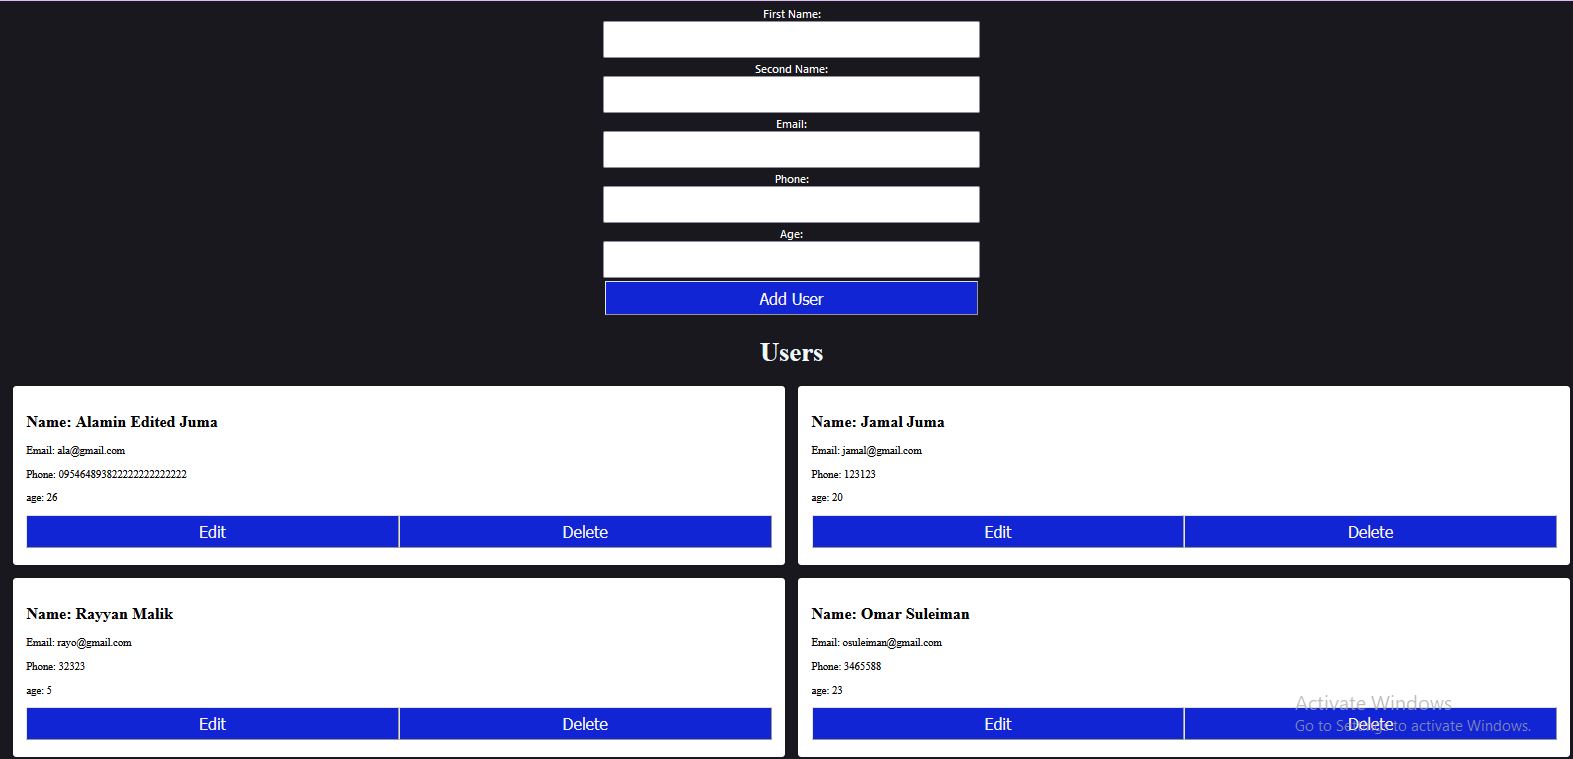 First Name:
Second Name:
Email:
Phone:
Age:
Add User
Users
Name: Alamin Edited Juma
Email: ala@gmail.com
Phone: 095464893822222222222222
age: 26
Edit Delete
Name: Jamal Juma
Email: jamal@gmail.com
Phone: 123123
age: 20
Edit Delete
Name: Rayyan Malik
Email: rayo@gmail.com
Phone: 32323
age: 5
Edit Delete
Name: Omar Suleiman
Email: osuleiman@gmail.com
Phone: 3465588
age: 23
Edit Delete
Activate Windows
Go to Settings to activate Windows.